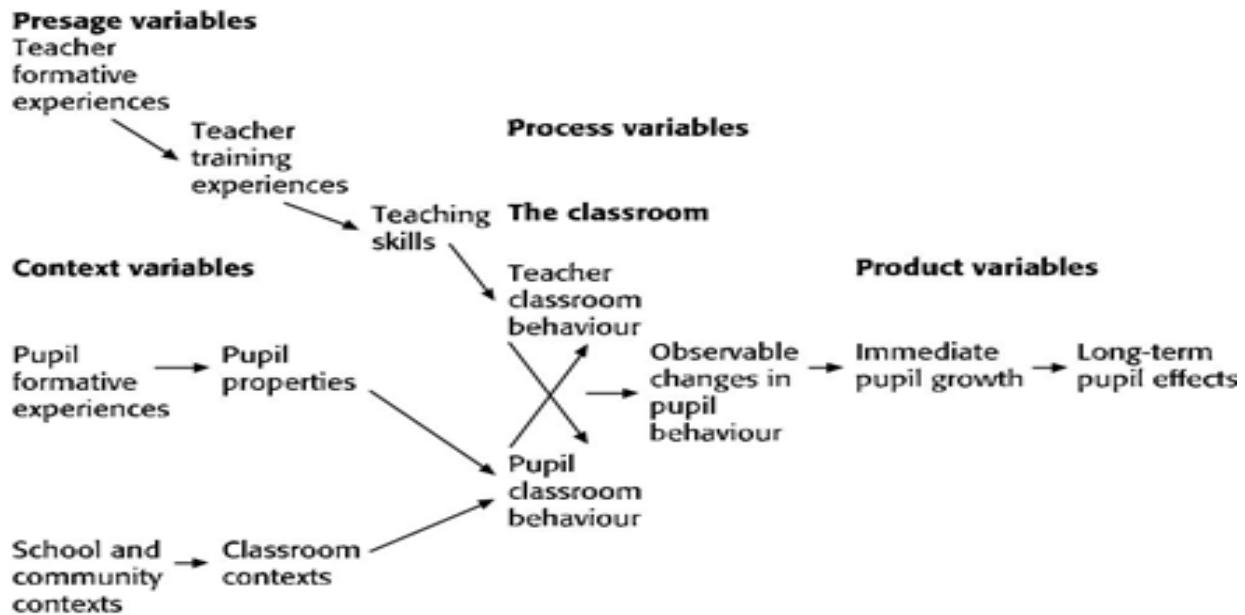 Presage variables
Teacher
formative
experiences
Teacher
training
experiences
Process variables
Teaching
skills
The classroom
Context variables
Teacher
classroom
behaviour
Product variables
Pupil
formative
experiences
Pupil
properties
Observable
changes in
pupil
behaviour
Immediate
pupil growth
Long-term
pupil effects
Pupil
classroom
behaviour
School and
community
contexts
Classroom
contexts